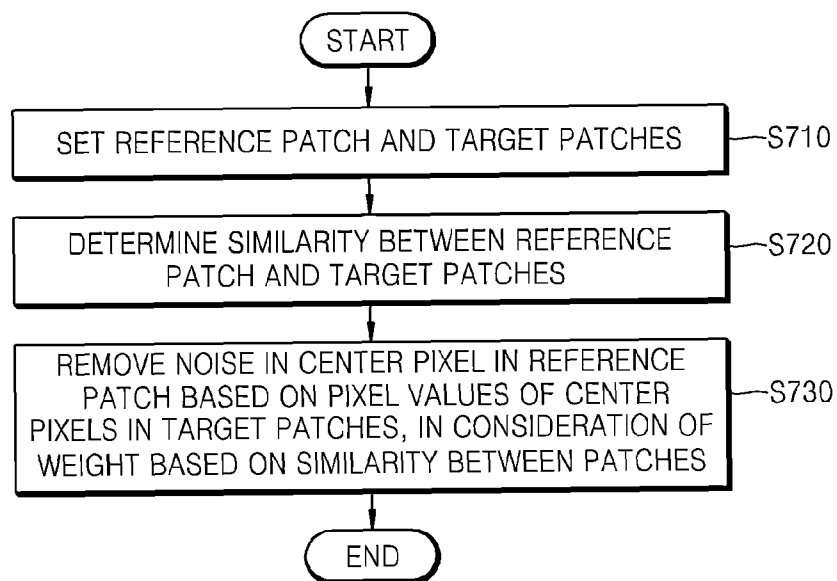 START
SET REFERENCE PATCH AND TARGET PATCHES
S710
DETERMINE SIMILARITY BETWEEN REFERENCE
PATCH AND TARGET PATCHES
S720
REMOVE NOISE IN CENTER PIXEL IN REFERENCE
PATCH BASED ON PIXEL VALUES OF CENTER
PIXELS IN TARGET PATCHES, IN CONSIDERATION OF
WEIGHT BASED ON SIMILARITY BETWEEN PATCHES
S730
END